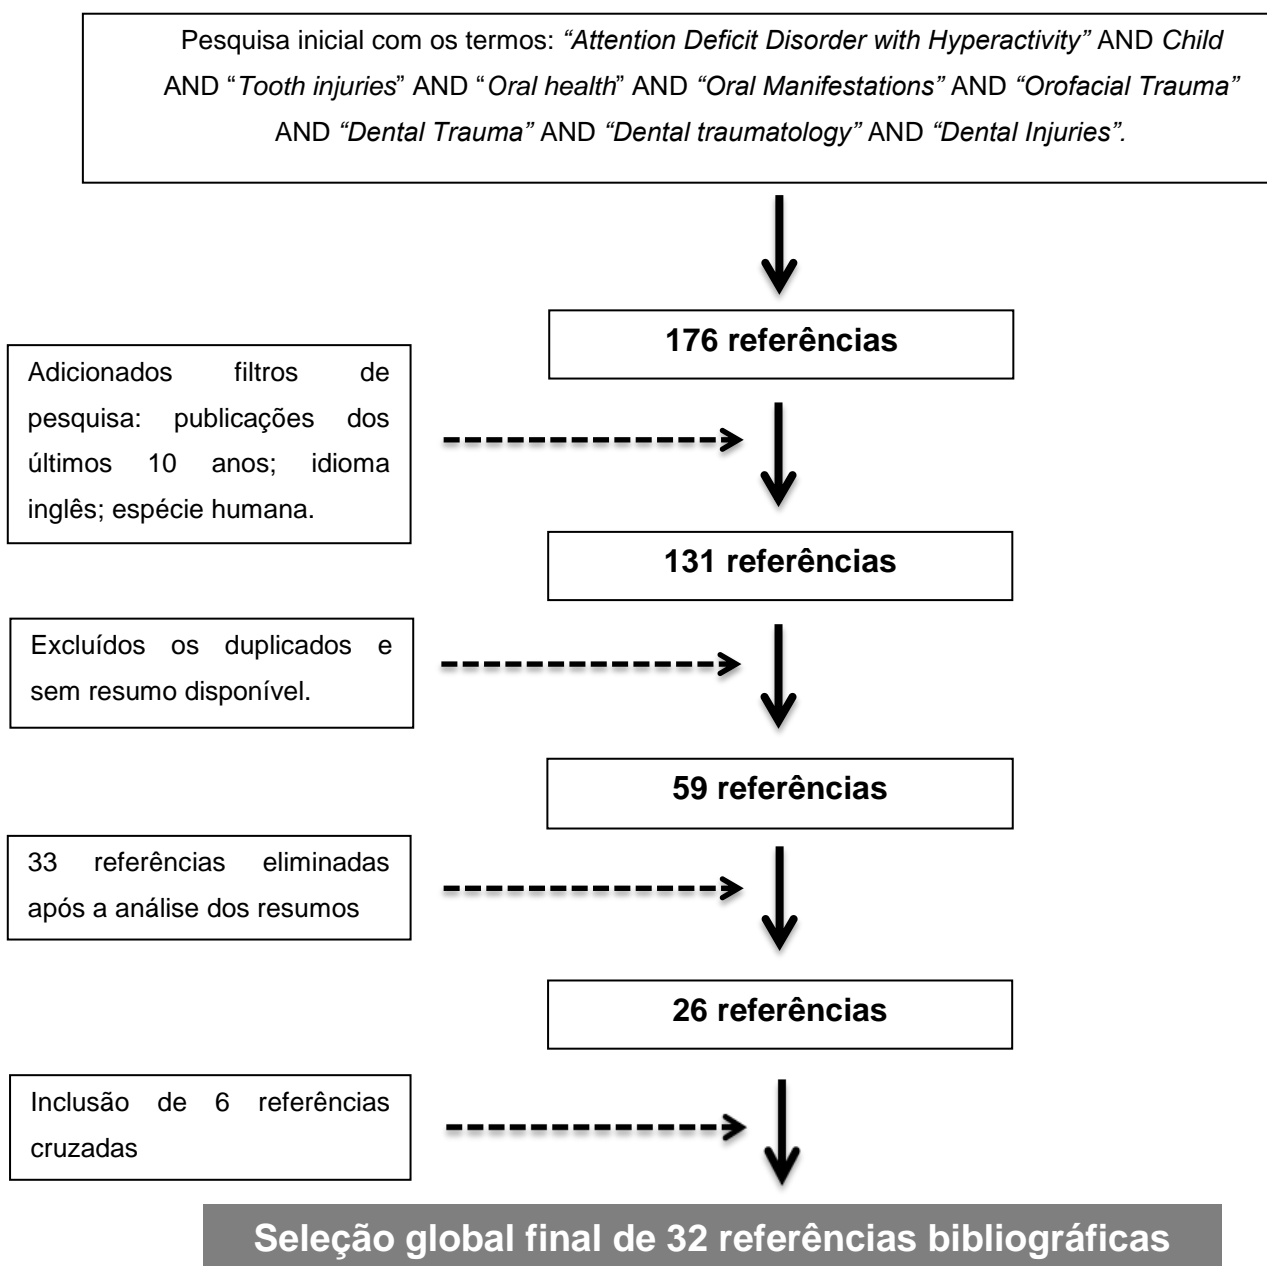 Pesquisa inicial com os termos: “Attention Deficit Disorder with Hyperactivity” AND Child
AND “Tooth injuries” AND “Oral health” AND “Oral Manifestations” AND “Orofacial Trauma”
AND “Dental Trauma” AND “Dental traumatology” AND “Dental Injuries”.
176 referências
Adicionados filtros de
pesquisa: publicações dos
últimos 10 anos; idioma
inglês; espécie humana.
131 referências
Excluídos os duplicados e
sem resumo disponível.
59 referências
33 referências eliminadas
após a análise dos resumos
26 referências
Inclusão de 6 referências
cruzadas
Seleção global final de 32 referências bibliográficas